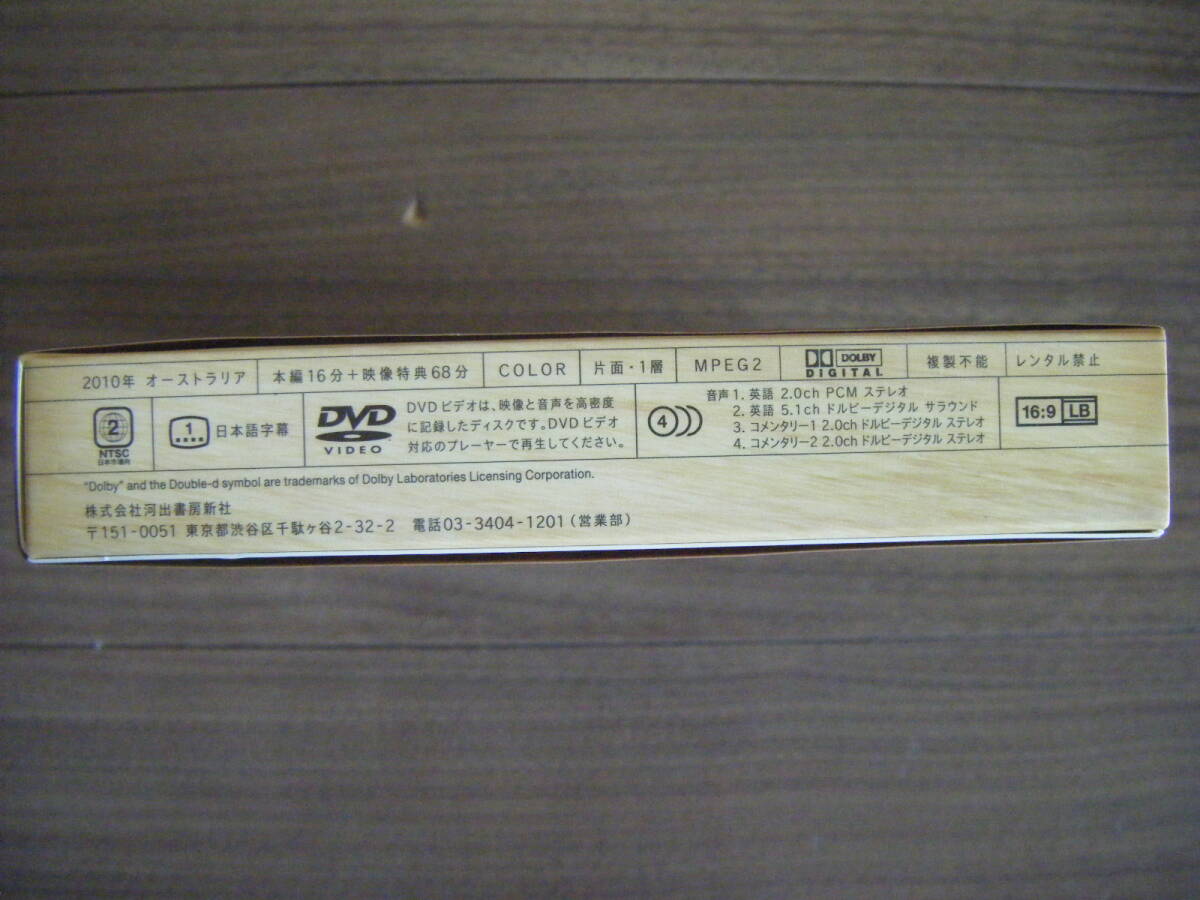 2010年 オーストラリア 本編16分+映像特典68分 COLOR 片面・1層 MPEG2 DOLBY DIGITAL 複製不能 レンタル禁止
2
NTSC
日本市場向
1
日本語字幕
DVD
VIDEO
DVDビデオは、映像と音声を高密度
に記録したディスクです。DVDビデオ
対応のプレーヤーで再生してください。
4
音声1. 英語 2.0ch PCM ステレオ
2. 英語 5.1ch ドルビーデジタル サラウンド
3. コメンタリー1 2.0ch ドルビーデジタル ステレオ
4. コメンタリー2 2.0ch ドルビーデジタル ステレオ
16:9 LB
"Dolby" and the Double-d symbol are trademarks of Dolby Laboratories Licensing Corporation.
株式会社河出書房新社
〒151-0051 東京都渋谷区千駄ヶ谷2-32-2 電話03-3404-1201(営業部)